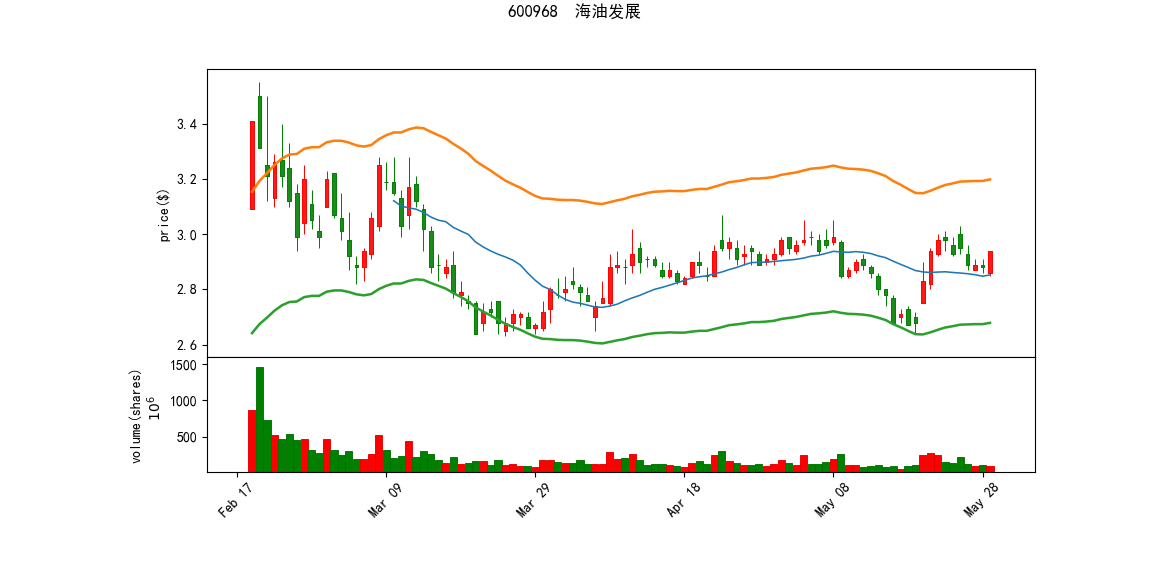 600968  海油发展
price($)
3.4
3.2
3.0
2.8
2.6
volume(shares)
10^6
1500
1000
500
Feb 17
Mar 09
Mar 29
Apr 18
May 08
May 28